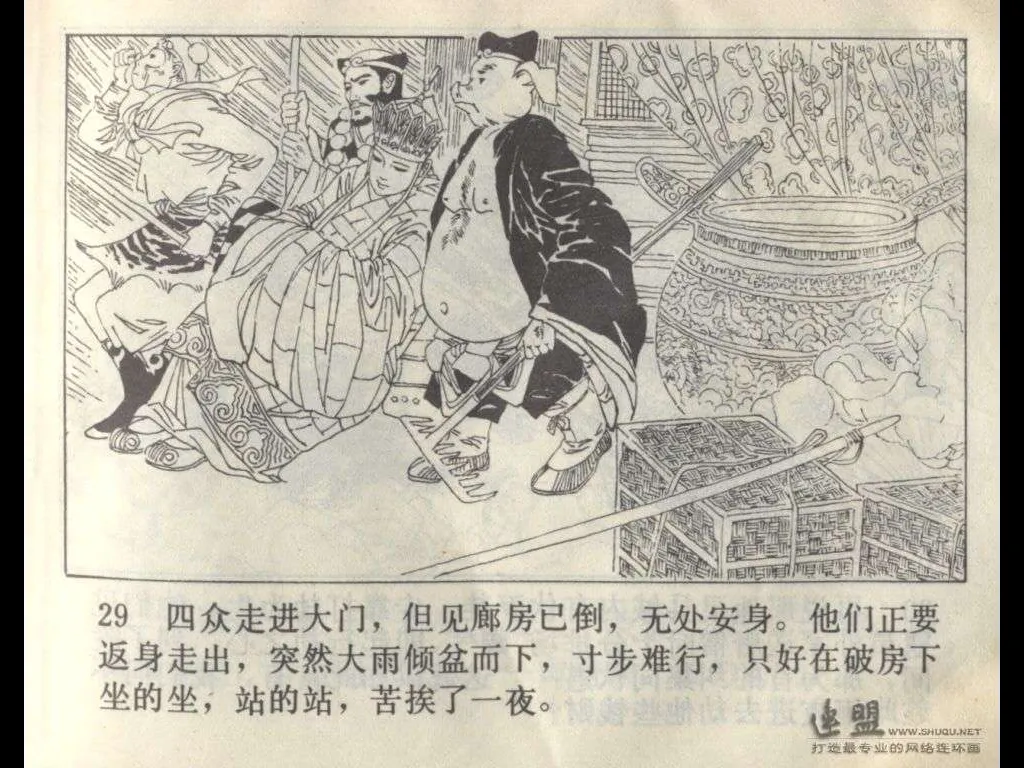 29 四众走进大门，但见廊房已倒，无处安身。他们正要
返身走出，突然大雨倾盆而下，寸步难行，只好在破房下
坐的坐，站的站，苦挨了一夜。
连盟 WWW.SHUQU.NET
打造最专业的网络连环画